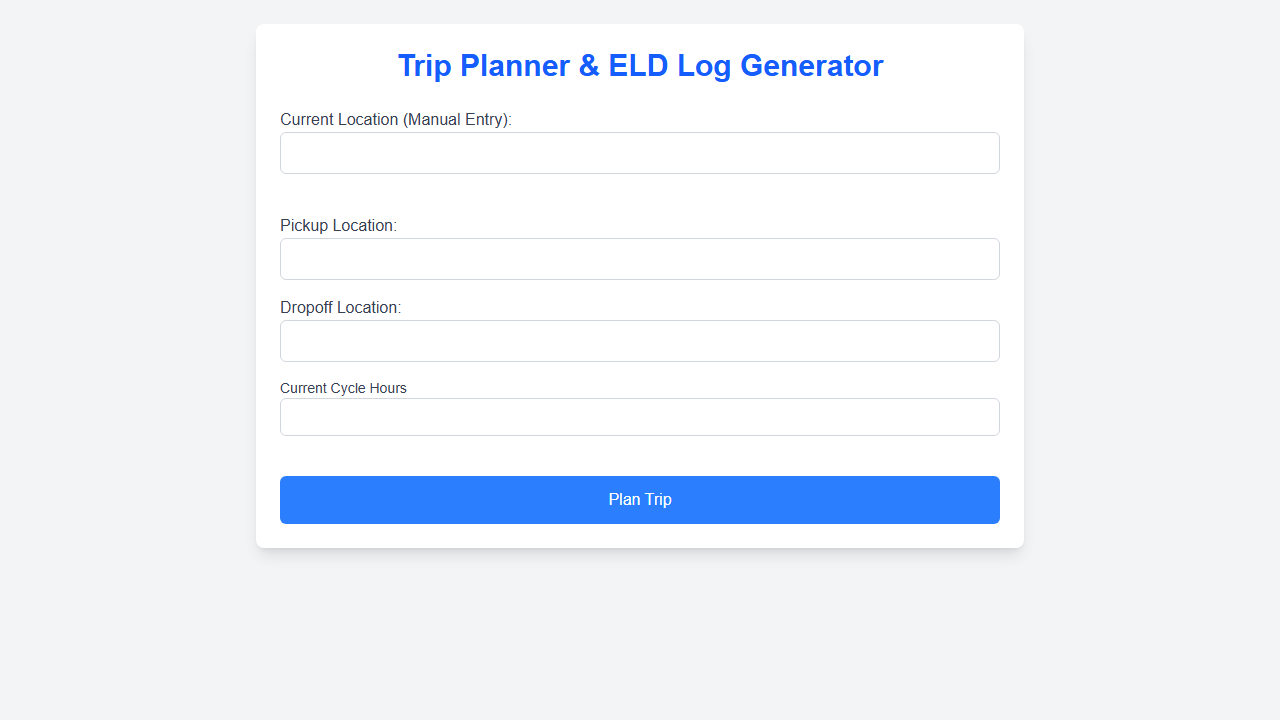 Trip Planner & ELD Log Generator
Current Location (Manual Entry):
Pickup Location:
Dropoff Location:
Current Cycle Hours
Plan Trip